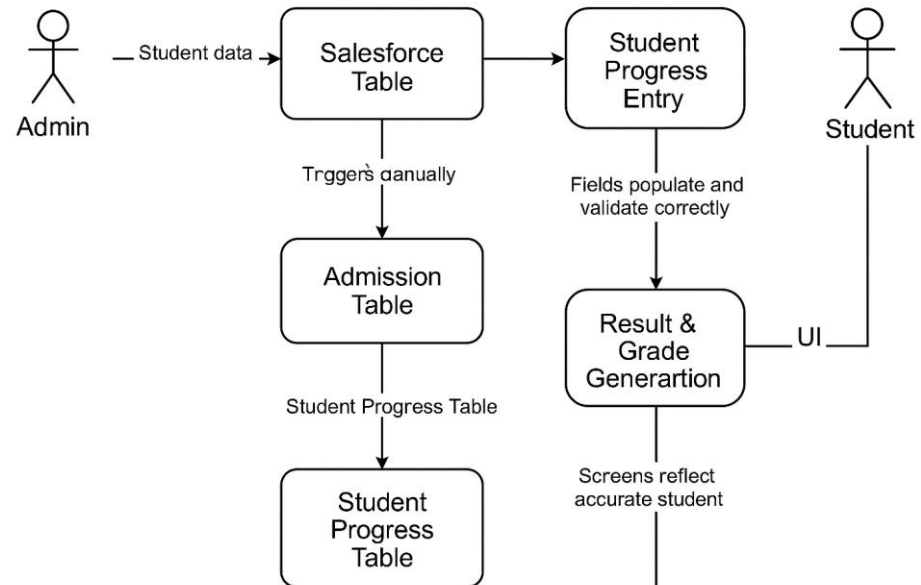 Admin
Student data
Salesforce
Table
Student
Progress
Entry
Student
Fields populate and
validate correctly
Admission
Table
Result &
Grade
Generartion
UI
Student Progress Table
Student
Progress
Table
Screens reflect
accurate student